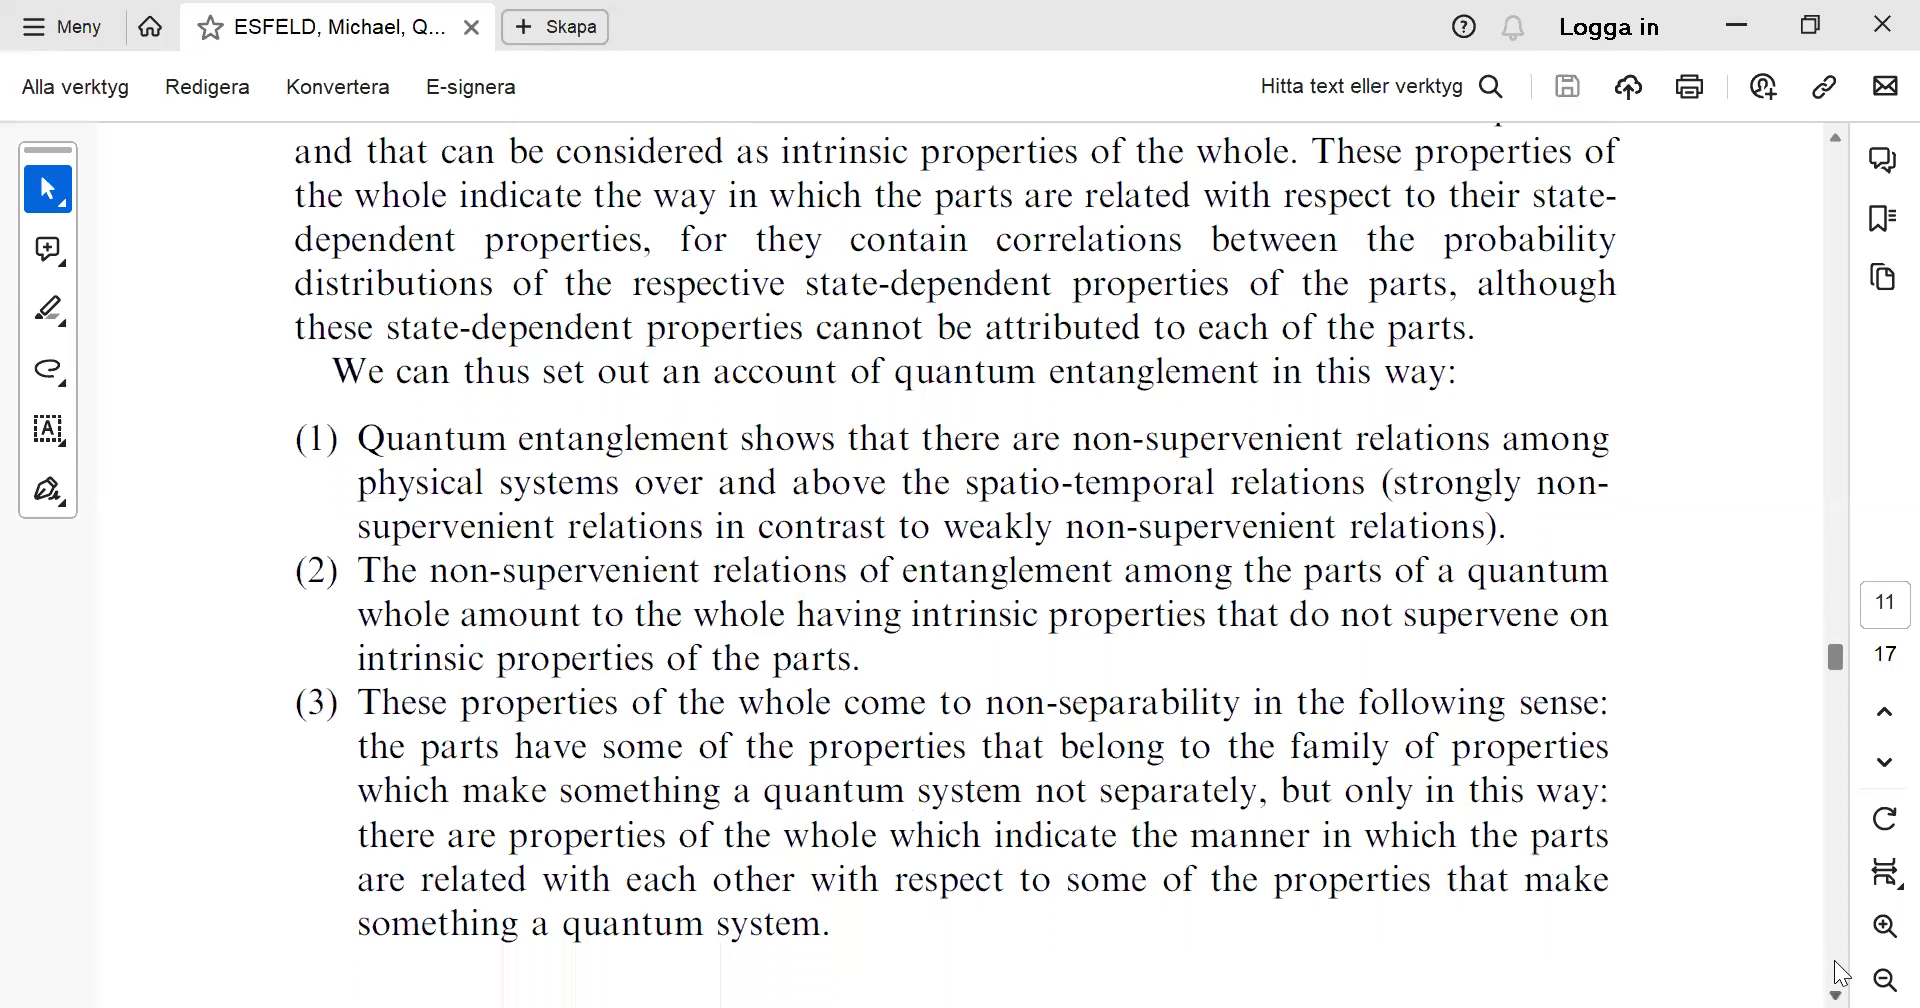 Meny
ESFELD, Michael, Q...
Skapa
Logga in
Alla verktyg
Redigera
Konvertera
E-signera
Hitta text eller verktyg
and that can be considered as intrinsic properties of the whole. These properties of
the whole indicate the way in which the parts are related with respect to their state-
dependent properties, for they contain correlations between the probability
distributions of the respective state-dependent properties of the parts, although
these state-dependent properties cannot be attributed to each of the parts.
We can thus set out an account of quantum entanglement in this way:
(1) Quantum entanglement shows that there are non-supervenient relations among
physical systems over and above the spatio-temporal relations (strongly non-
supervenient relations in contrast to weakly non-supervenient relations).
(2) The non-supervenient relations of entanglement among the parts of a quantum
whole amount to the whole having intrinsic properties that do not supervene on
intrinsic properties of the parts.
(3) These properties of the whole come to non-separability in the following sense:
the parts have some of the properties that belong to the family of properties
which make something a quantum system not separately, but only in this way:
there are properties of the whole which indicate the manner in which the parts
are related with each other with respect to some of the properties that make
something a quantum system.
11
17